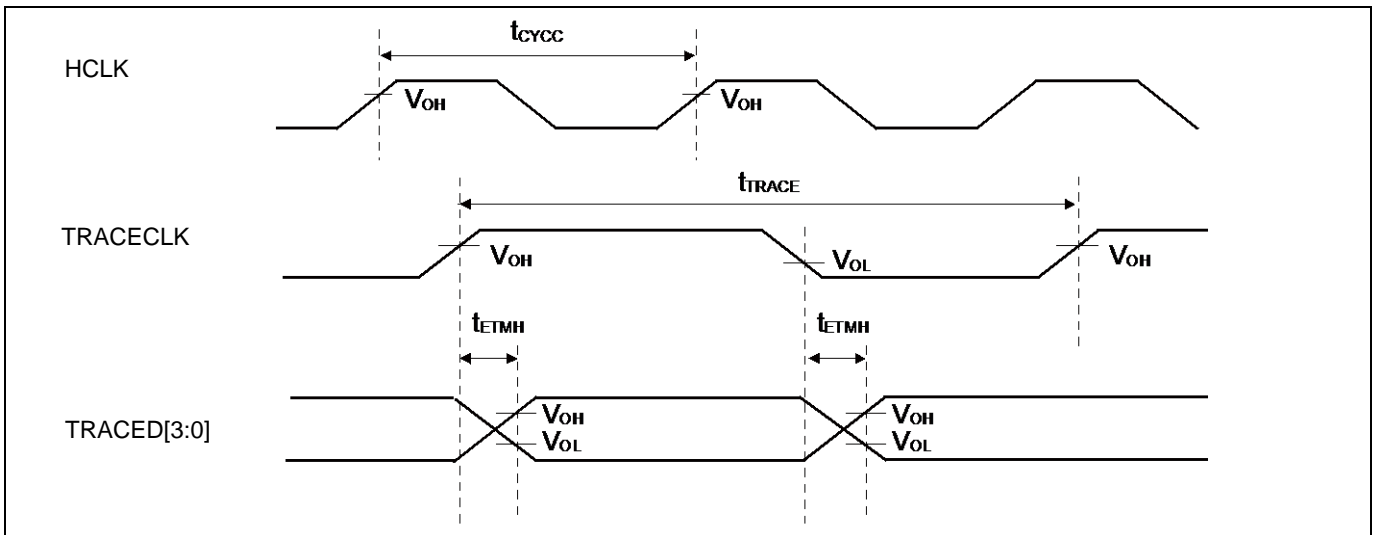 tCYCC
HCLK
VOH VOH
tTRACE
TRACECLK
VOH VOL VOH
tETMH tETMH
VOH VOH
TRACED[3:0]
VOL VOL